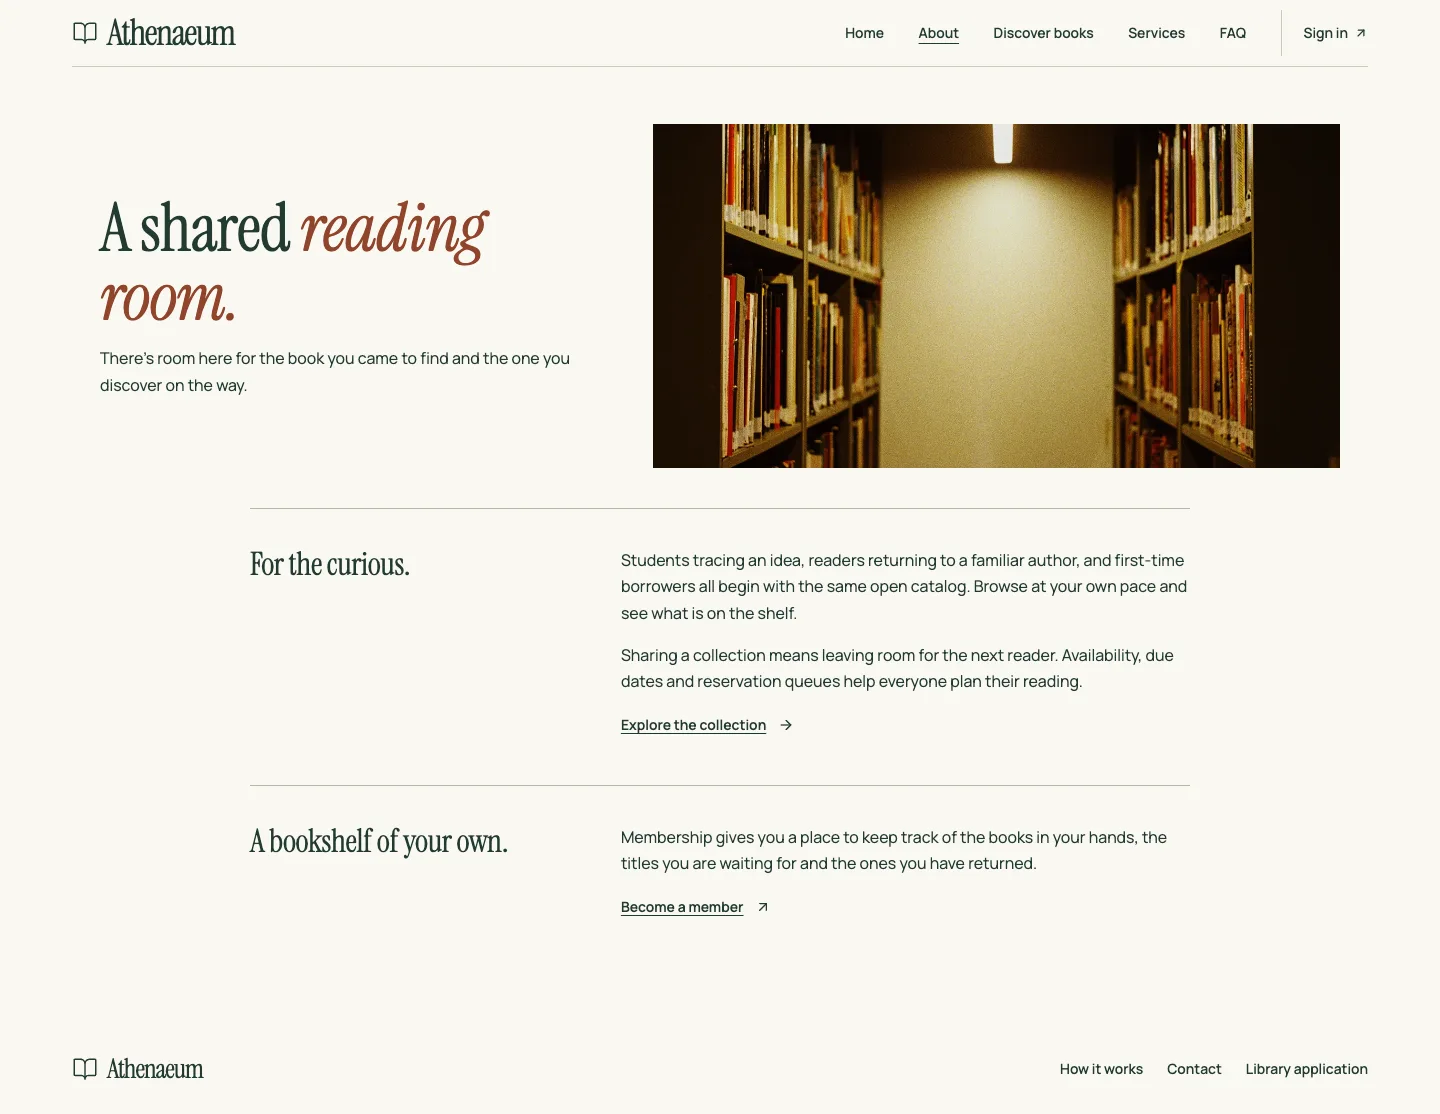 Athenaeum
Home
About
Discover books
Services
FAQ
Sign in
A shared reading
room.
There’s room here for the book you came to find and the one you
discover on the way.
For the curious.
Students tracing an idea, readers returning to a familiar author, and first-time
borrowers all begin with the same open catalog. Browse at your own pace and
see what is on the shelf.
Sharing a collection means leaving room for the next reader. Availability, due
dates and reservation queues help everyone plan their reading.
Explore the collection
A bookshelf of your own.
Membership gives you a place to keep track of the books in your hands, the
titles you are waiting for and the ones you have returned.
Become a member
Athenaeum
How it works
Contact
Library application